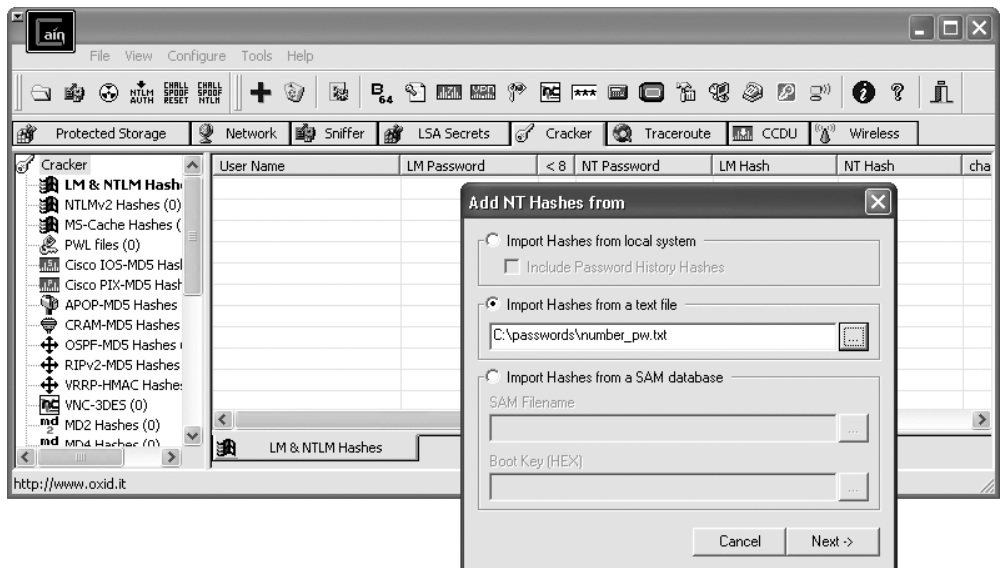 aín
File View Configure Tools Help
NTLM AUTH CHALL SPOOF RESET CHALL SPOOF NTLM B64
Protected Storage Network Sniffer LSA Secrets Cracker Traceroute CCDU Wireless
Cracker
LM & NTLM Hash
NTLMv2 Hashes (0)
MS-Cache Hashes (
PWL files (0)
Cisco IOS-MD5 Hasl
Cisco PIX-MD5 Hash
APOP-MD5 Hashes
CRAM-MD5 Hashes
OSPF-MD5 Hashes
RIPv2-MD5 Hashes
VRRP-HMAC Hashe
VNC-3DES (0)
MD2 Hashes (0)
MD4 Hashes (0)
User Name LM Password < 8 NT Password LM Hash NT Hash cha
LM & NTLM Hashes
http://www.oxid.it
Add NT Hashes from
Import Hashes from local system
Include Password History Hashes
Import Hashes from a text file
C:\passwords\number_pw.txt
...
Import Hashes from a SAM database
SAM Filename
...
Boot Key (HEX)
...
Cancel Next ->